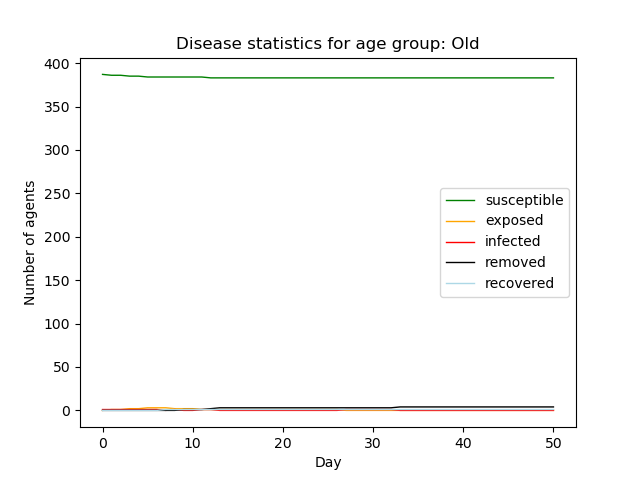 Disease statistics for age group: Old
400
350
300
250
200
150
100
50
0
Number of agents
susceptible
exposed
infected
removed
recovered
0 10 20 30 40 50
Day